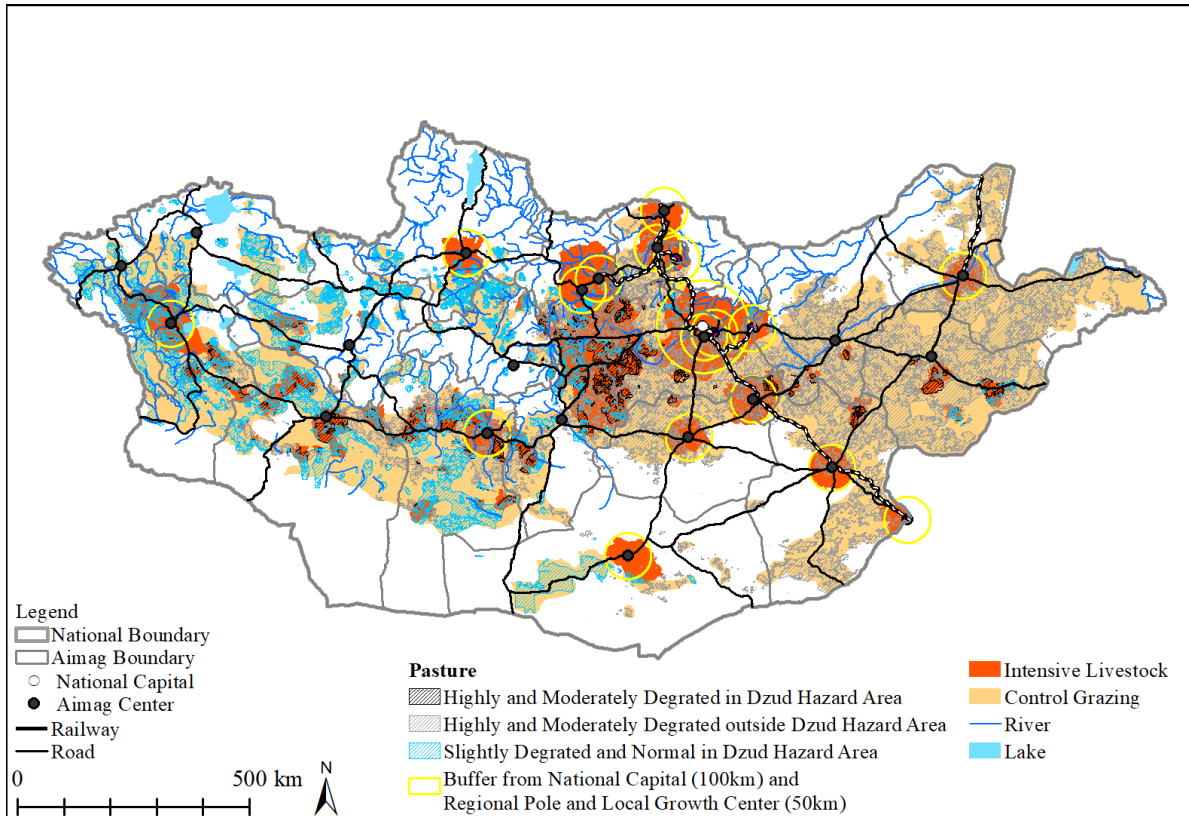 Legend
National Boundary
Aimag Boundary
National Capital
Aimag Center
Railway
Road
0 500 km
N
Pasture
Highly and Moderately Degrated in Dzud Hazard Area
Highly and Moderately Degrated outside Dzud Hazard Area
Slightly Degrated and Normal in Dzud Hazard Area
Buffer from National Capital (100km) and
Regional Pole and Local Growth Center (50km)
Intensive Livestock
Control Grazing
River
Lake